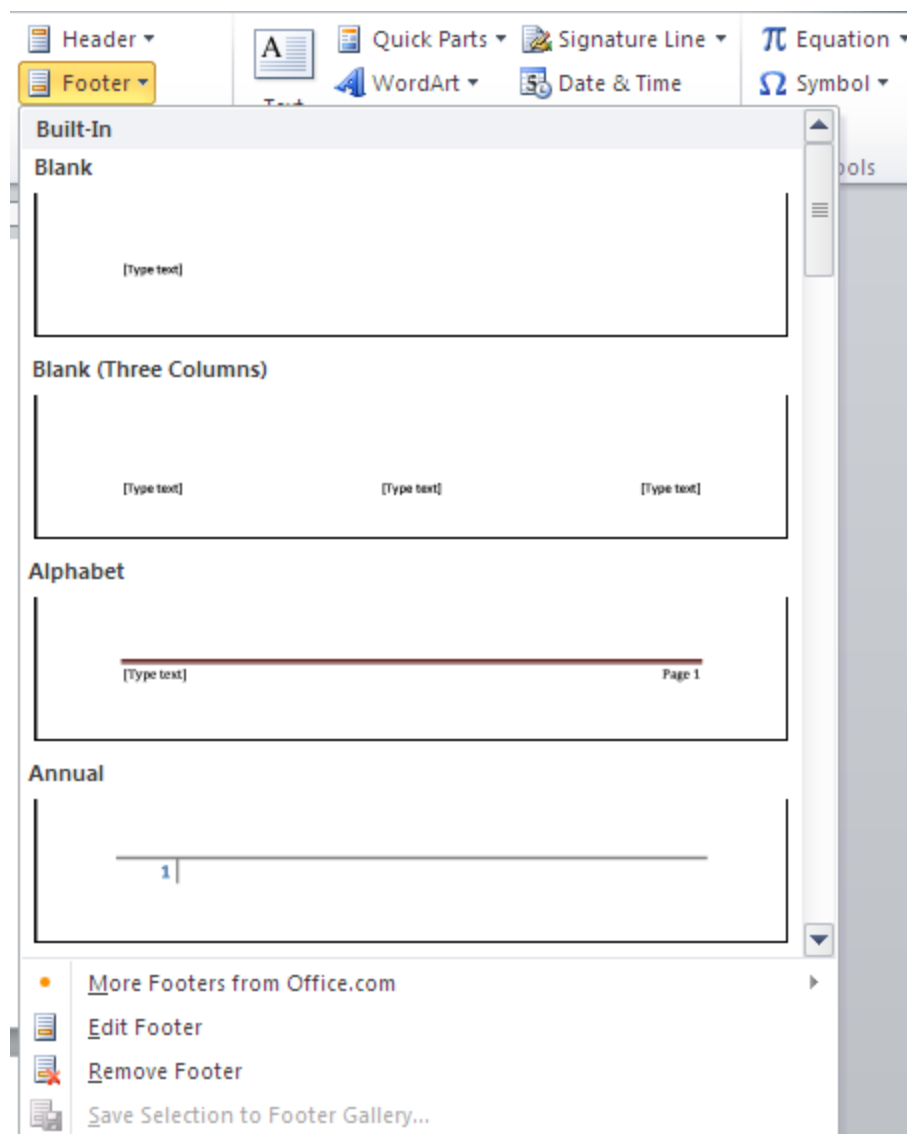 Header Quick Parts Signature Line Equation
Footer WordArt Date & Time Symbol
Built-In
Blank
[Type text]
Blank (Three Columns)
[Type text] [Type text] [Type text]
Alphabet
[Type text] Page 1
Annual
1
More Footers from Office.com
Edit Footer
Remove Footer
Save Selection to Footer Gallery...